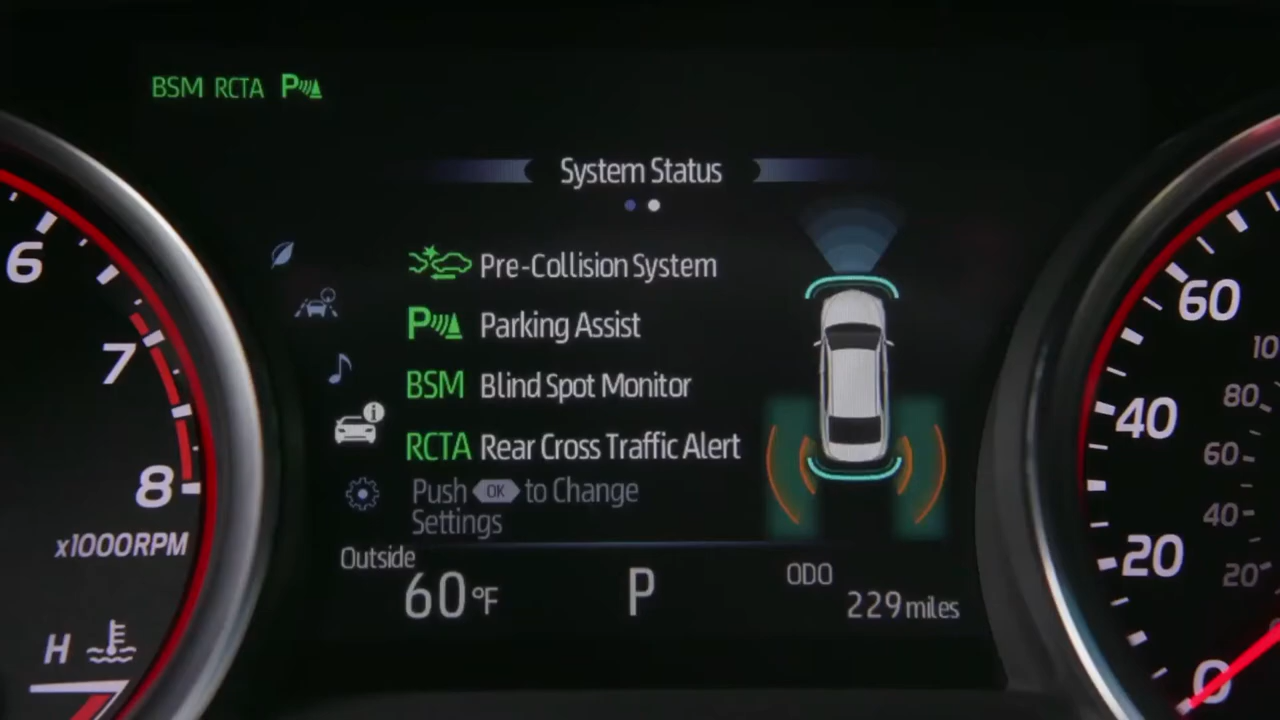 BSM RCTA P
System Status
Pre-Collision System
P Parking Assist
BSM Blind Spot Monitor
RCTA Rear Cross Traffic Alert
Push OK to Change
Settings
Outside
60°F
P
ODO
229 miles
6
7
8
x1000RPM
H
60
40
20
0
10
80
60
40
20